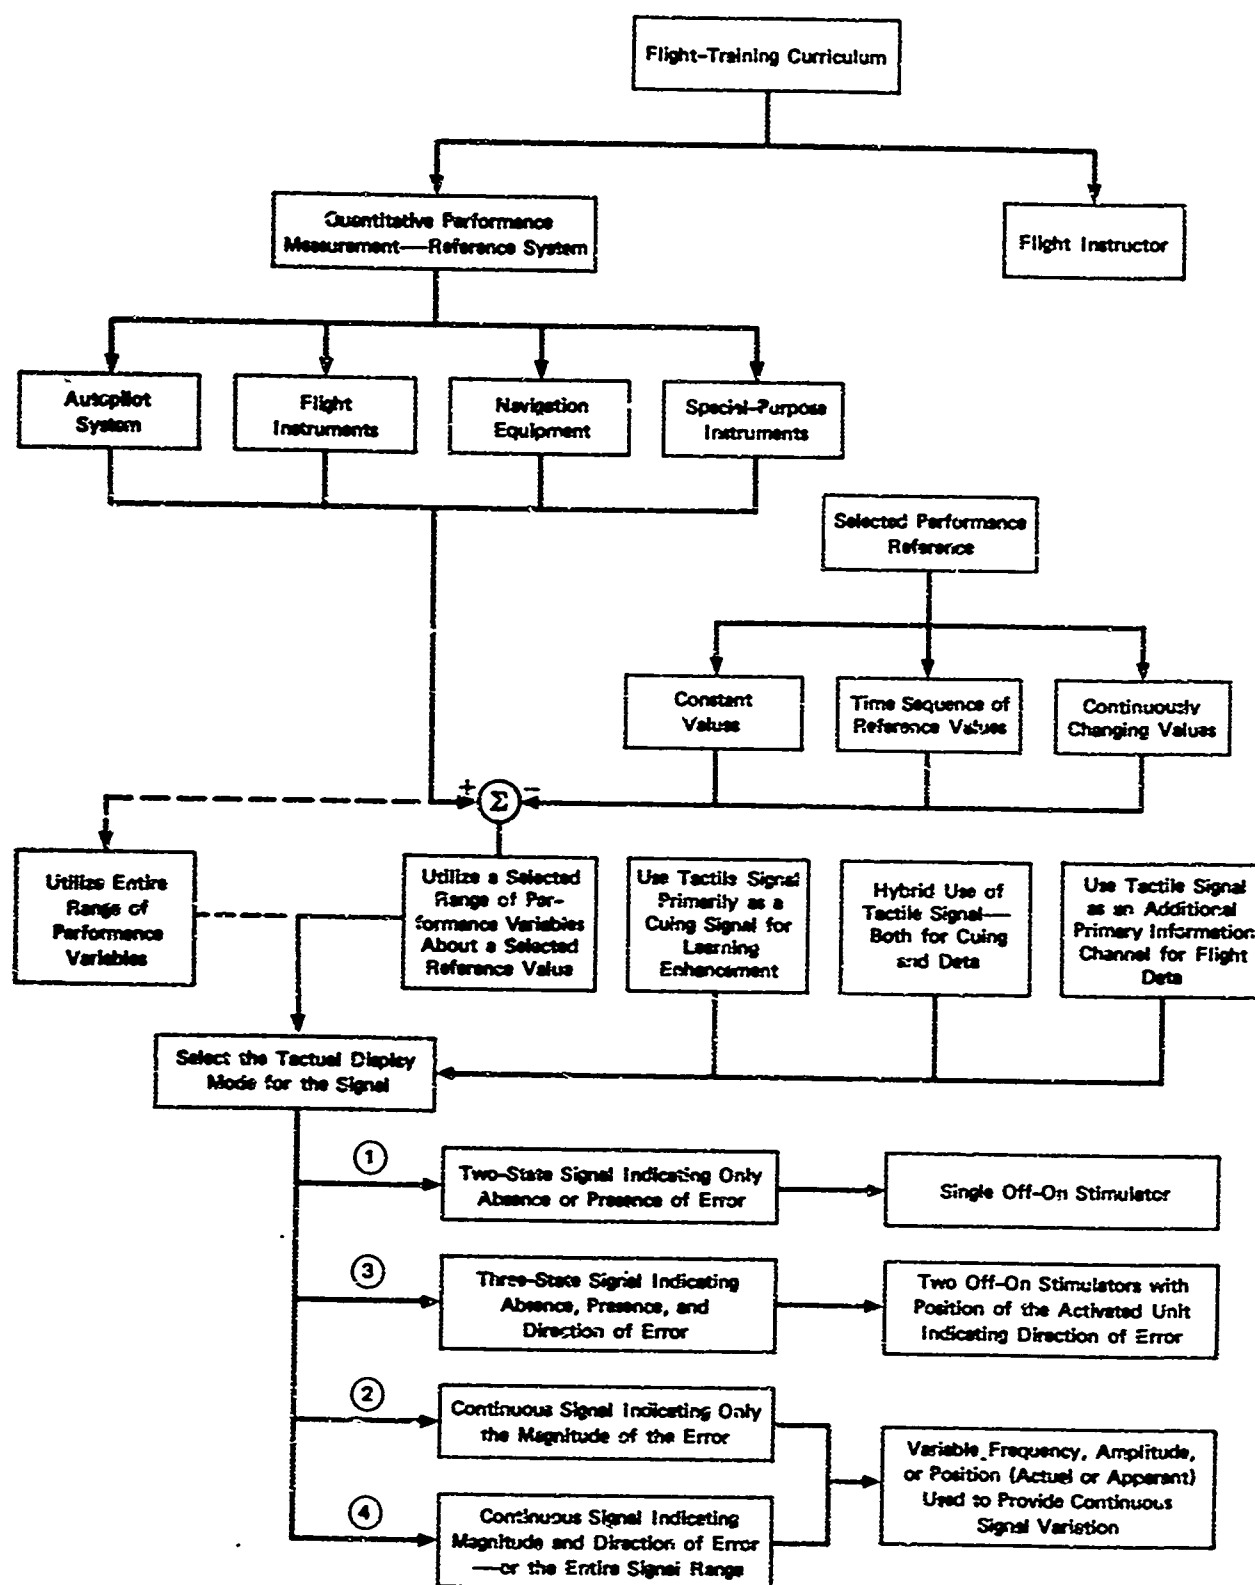 Flight-Training Curriculum
Quantitative Performance
Measurement—Reference System
Flight Instructor
Autopilot
System
Flight
Instruments
Navigation
Equipment
Special-Purpose
Instruments
Selected Performance
Reference
Constant
Values
Time Sequence of
Reference Values
Continuously
Changing Values
+
Σ
−
Utilize Entire
Range of
Performance
Variables
Utilize a Selected
Range of Per-
formance Variables
About a Selected
Reference Value
Use Tactile Signal
Primarily as a
Cuing Signal for
Learning
Enhancement
Hybrid Use of
Tactile Signal—
Both for Cuing
and Data
Use Tactile Signal
as an Additional
Primary Information
Channel for Flight
Data
Select the Tactual Display
Mode for the Signal
1
Two-State Signal Indicating Only
Absence or Presence of Error
Single Off-On Stimulator
3
Three-State Signal Indicating
Absence, Presence, and
Direction of Error
Two Off-On Stimulators with
Position of the Activated Unit
Indicating Direction of Error
2
Continuous Signal Indicating Only
the Magnitude of the Error
Variable Frequency, Amplitude,
or Position (Actual or Apparent)
Used to Provide Continuous
Signal Variation
4
Continuous Signal Indicating
Magnitude and Direction of Error
—or the Entire Signal Range